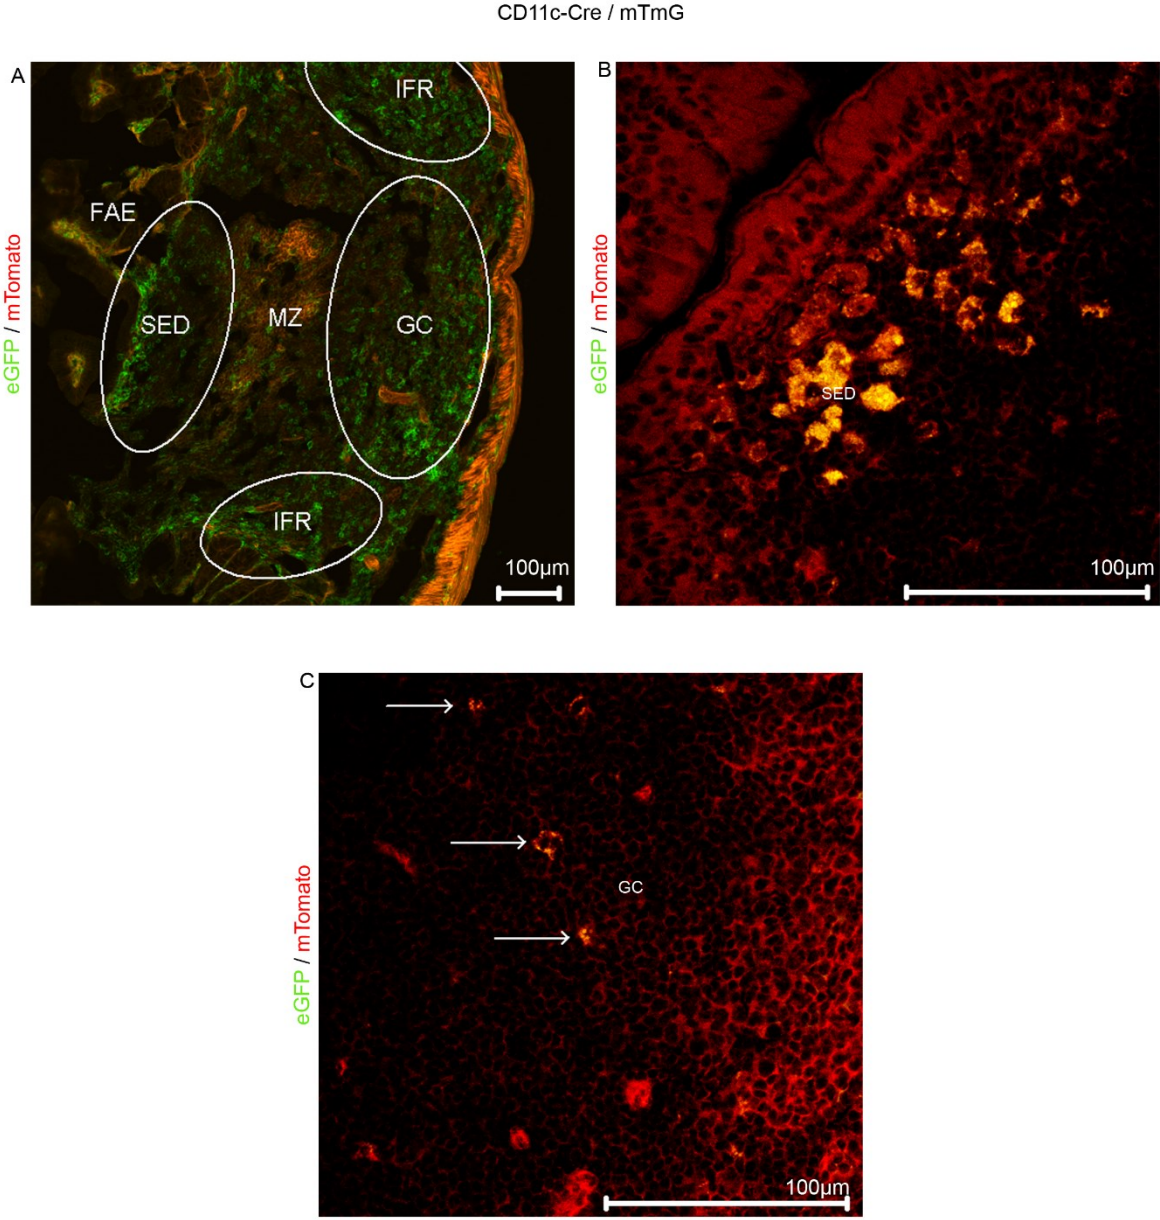 CD11c-Cre / mTmG
A
eGFP / mTomato
IFR
FAE
SED
MZ
GC
IFR
100µm
B
eGFP / mTomato
SED
100µm
C
eGFP / mTomato
GC
100µm